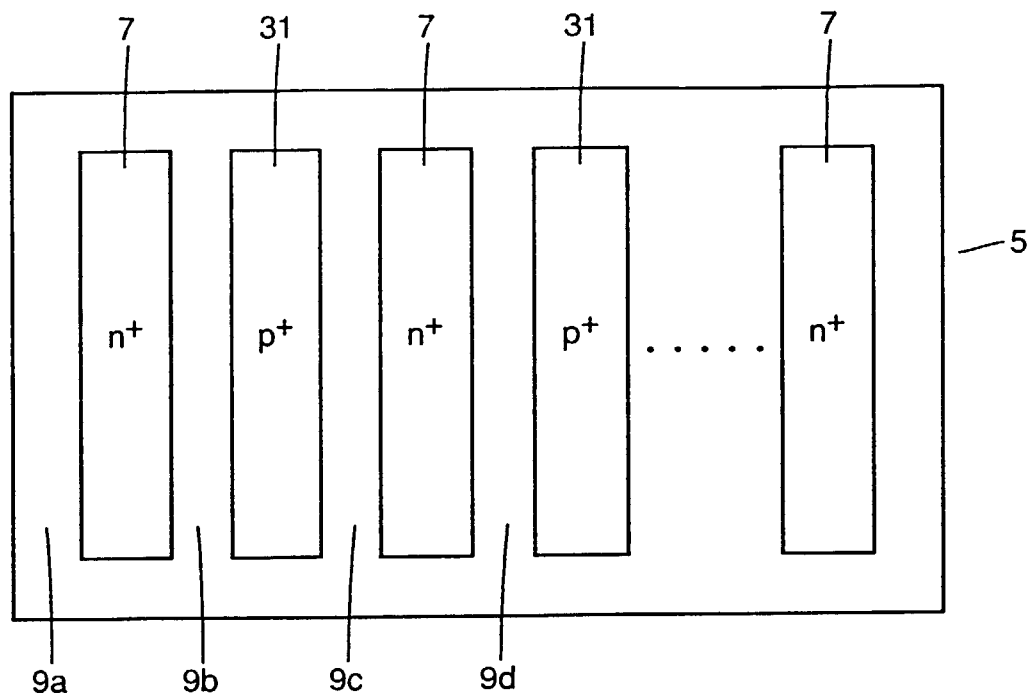 7 31 7 31 7
5
n+ p+ n+ p+ ..... n+
9a 9b 9c 9d